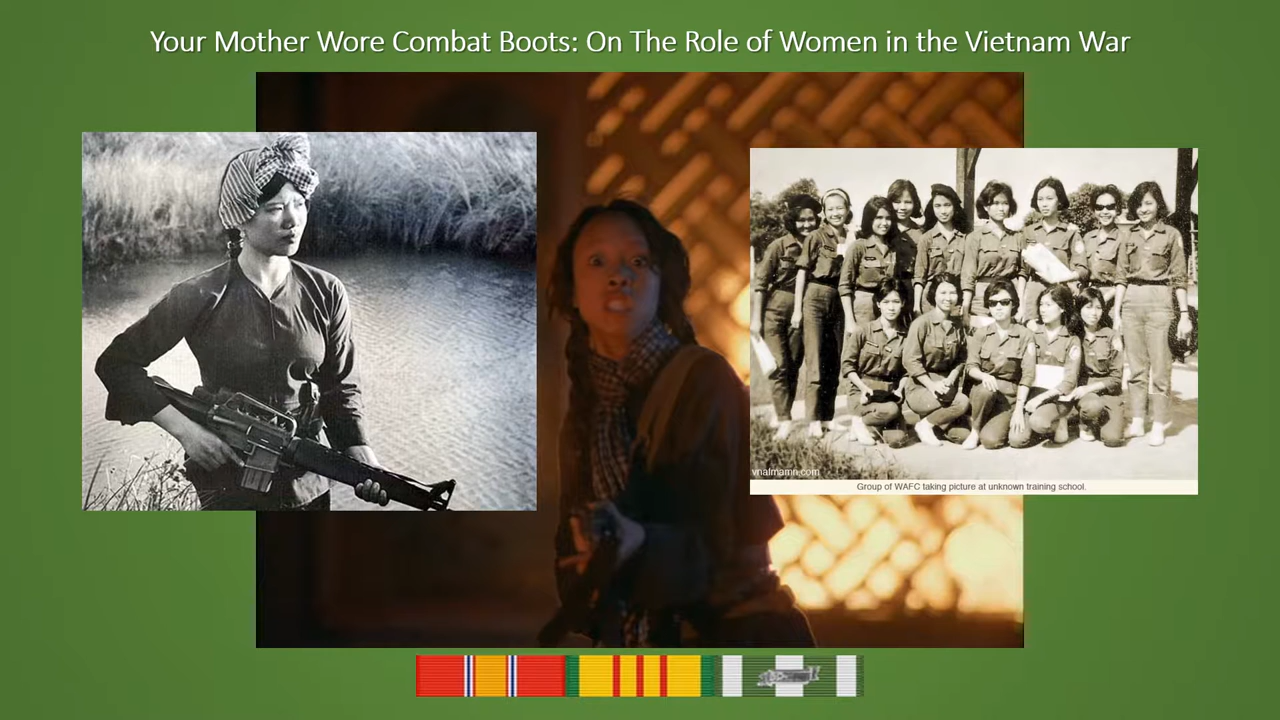 Your Mother Wore Combat Boots: On The Role of Women in the Vietnam War
vnafmamn.com
Group of WAFC taking picture at unknown training school.